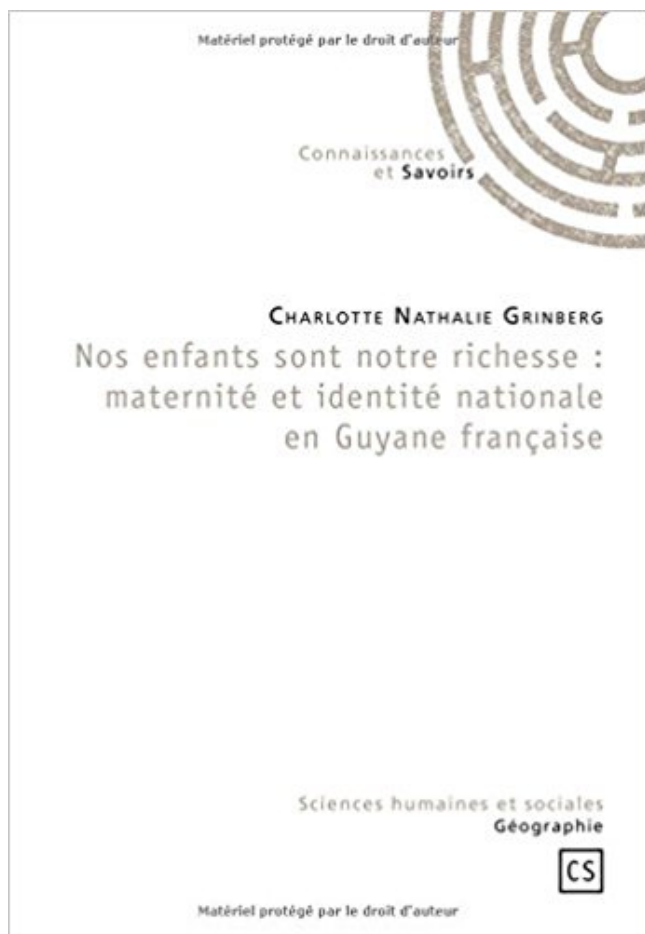 Matériel protégé par le droit d'auteur
Connaissances
et Savoirs
CHARLOTTE NATHALIE GRINBERG
Nos enfants sont notre richesse :
maternité et identité nationale
en Guyane française
Sciences humaines et sociales
Géographie
CS
Matériel protégé par le droit d'auteur